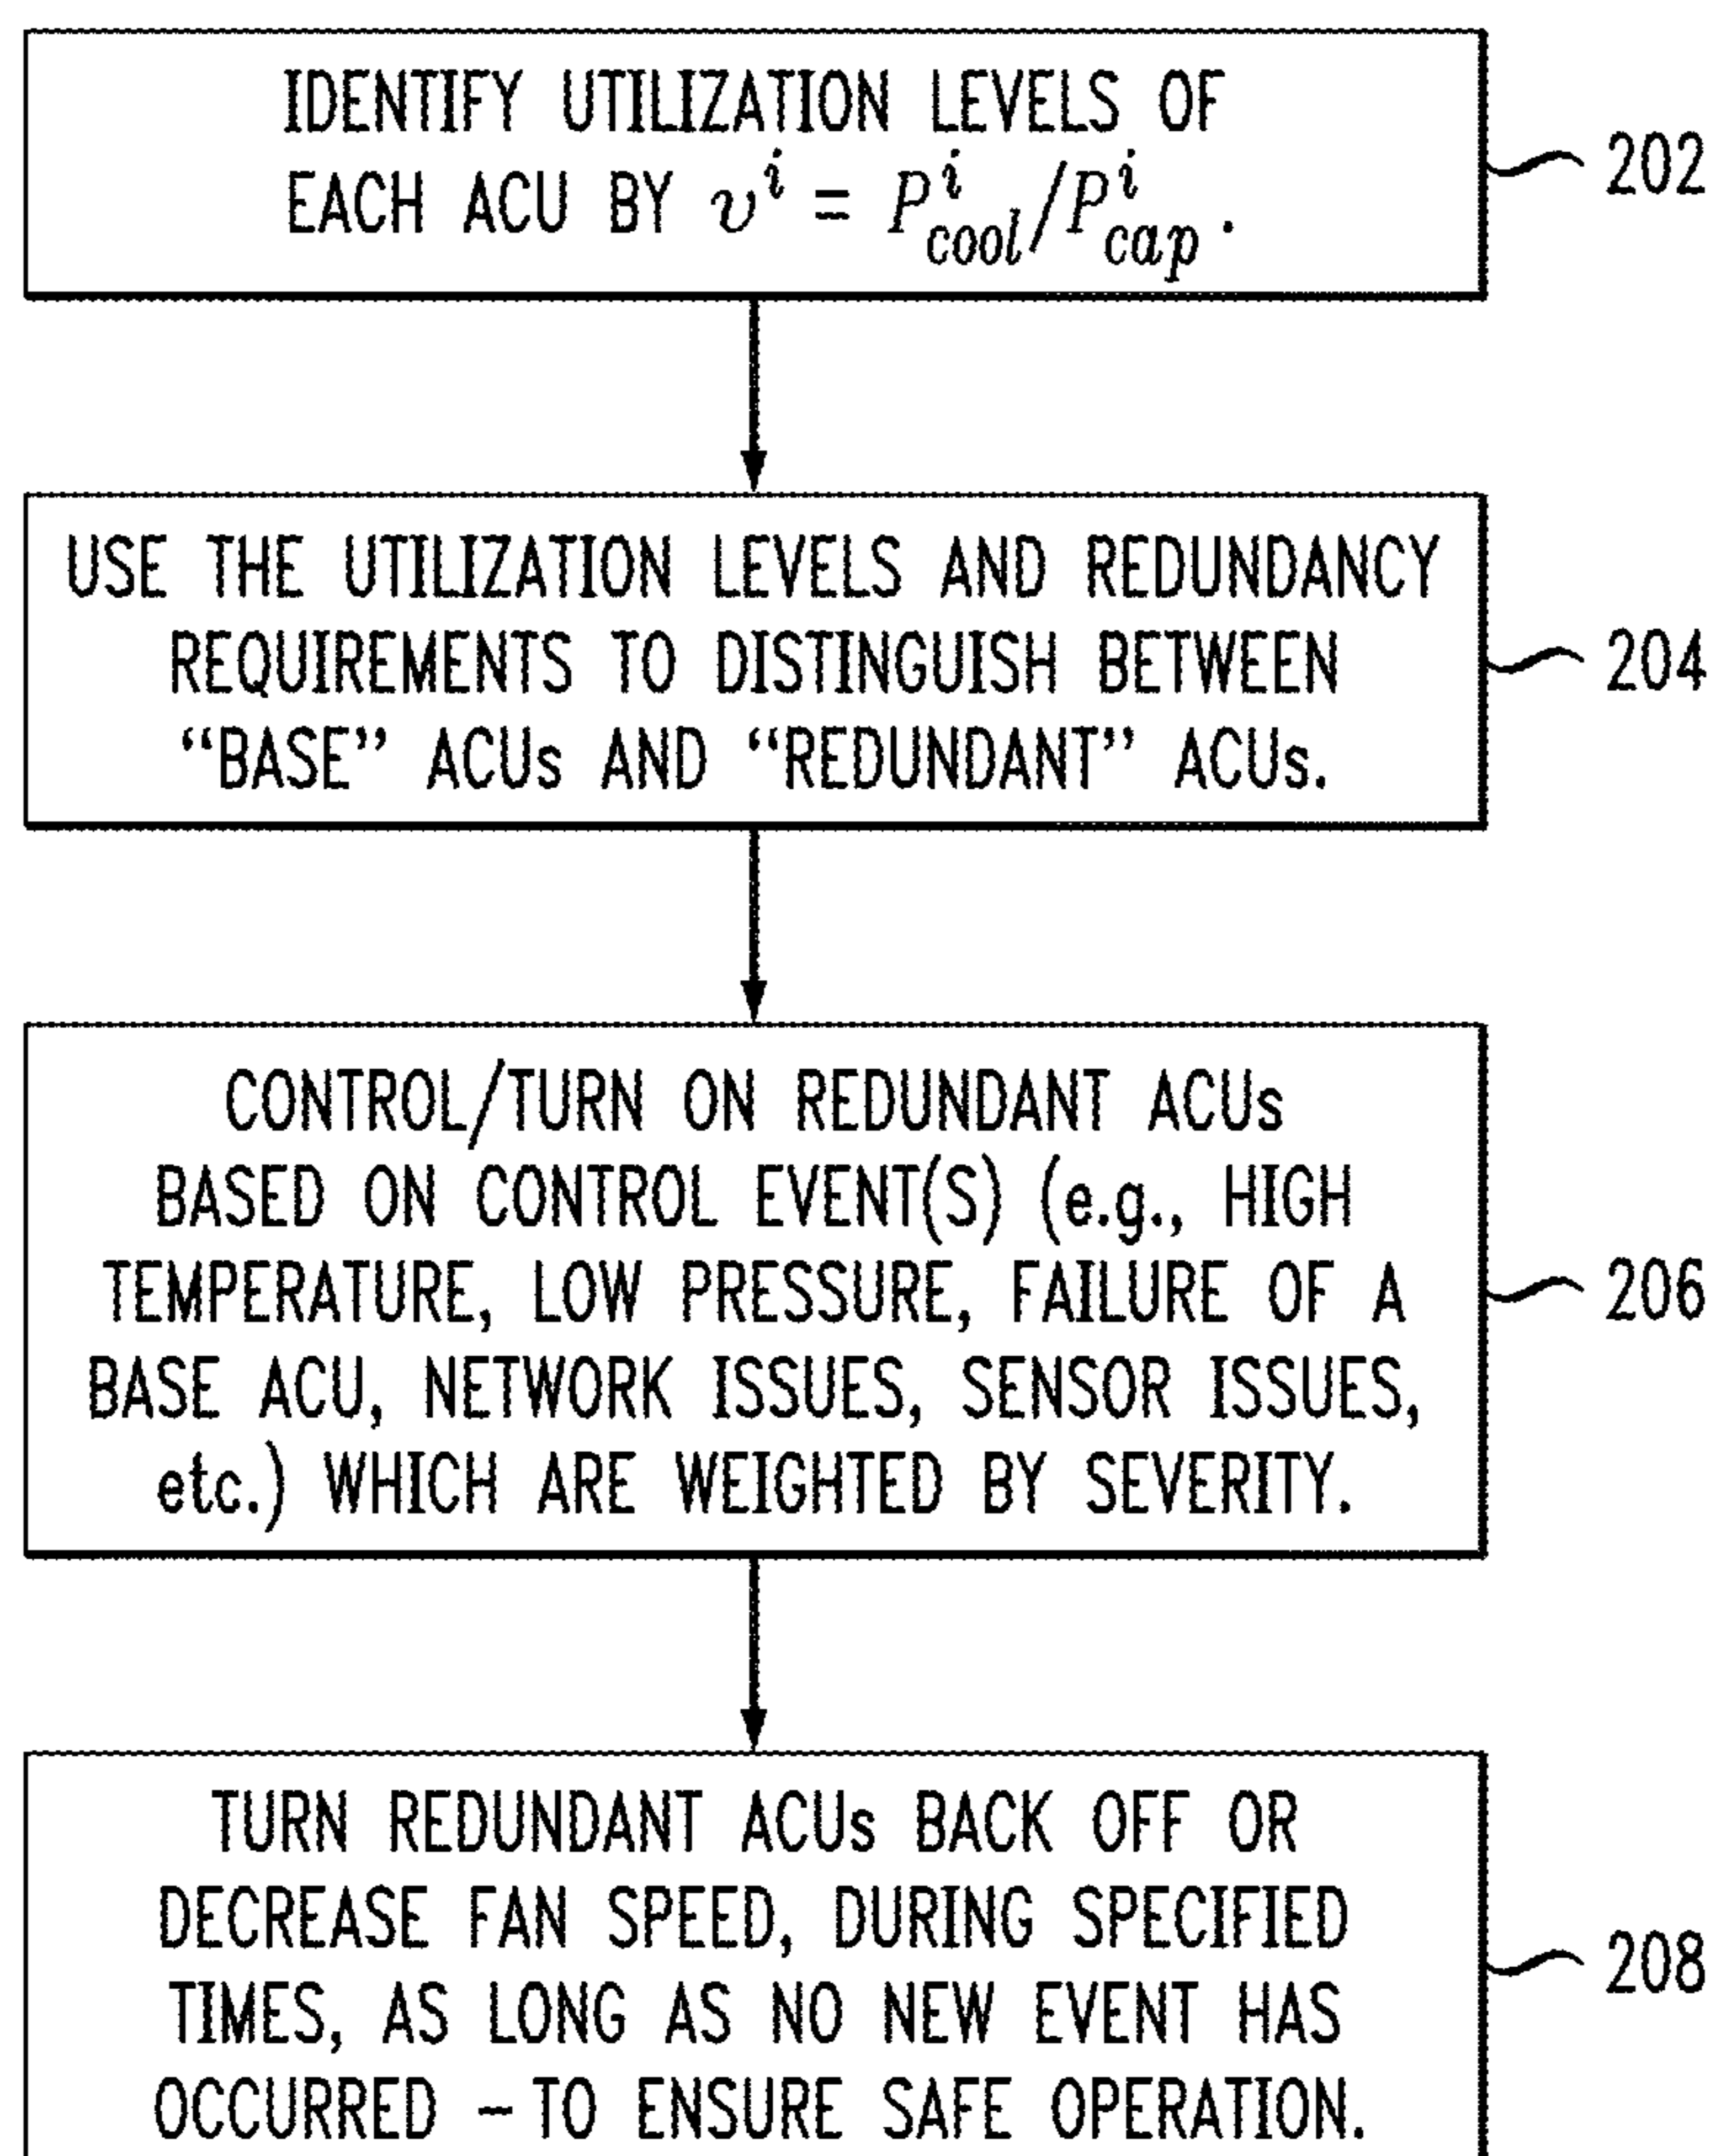 IDENTIFY UTILIZATION LEVELS OF
EACH ACU BY υ^i = P^i_cool/P^i_cap.
202
USE THE UTILIZATION LEVELS AND REDUNDANCY
REQUIREMENTS TO DISTINGUISH BETWEEN
“BASE” ACUs AND “REDUNDANT” ACUs.
204
CONTROL/TURN ON REDUNDANT ACUs
BASED ON CONTROL EVENT(S) (e.g., HIGH
TEMPERATURE, LOW PRESSURE, FAILURE OF A
BASE ACU, NETWORK ISSUES, SENSOR ISSUES,
etc.) WHICH ARE WEIGHTED BY SEVERITY.
206
TURN REDUNDANT ACUs BACK OFF OR
DECREASE FAN SPEED, DURING SPECIFIED
TIMES, AS LONG AS NO NEW EVENT HAS
OCCURRED – TO ENSURE SAFE OPERATION.
208